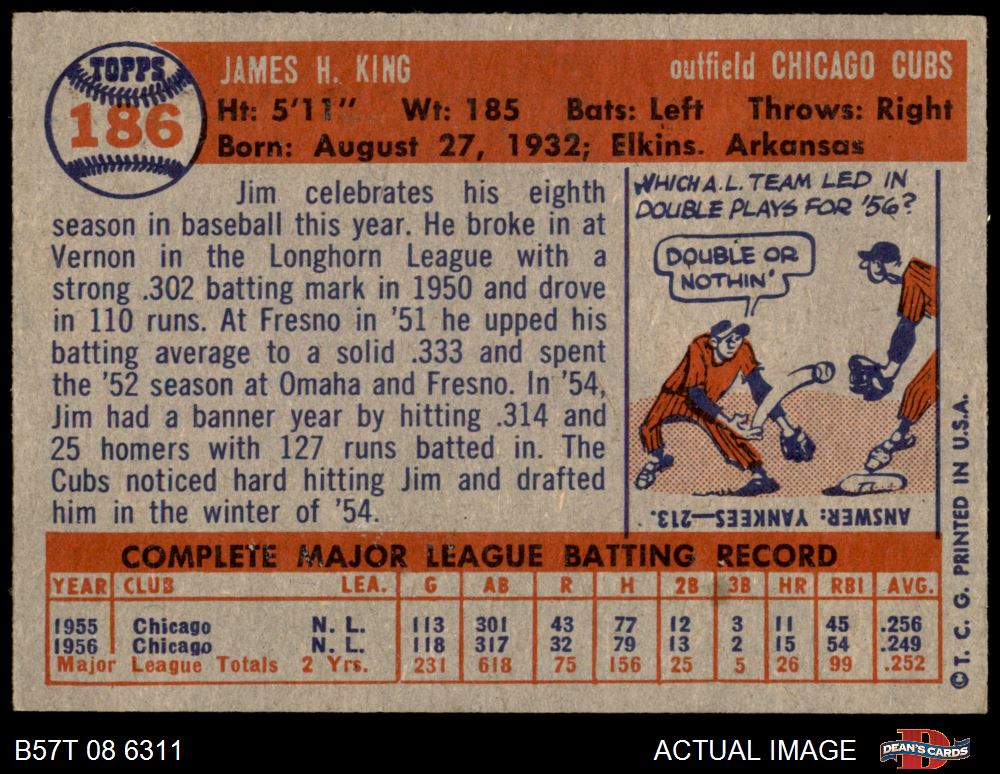 TOPPS
186
JAMES H. KING outfield CHICAGO CUBS
Ht: 5'11" Wt: 185 Bats: Left Throws: Right
Born: August 27, 1932; Elkins. Arkansas
Jim celebrates his eighth
season in baseball this year. He broke in at
Vernon in the Longhorn League with a
strong .302 batting mark in 1950 and drove
in 110 runs. At Fresno in '51 he upped his
batting average to a solid .333 and spent
the '52 season at Omaha and Fresno. In '54,
Jim had a banner year by hitting .314 and
25 homers with 127 runs batted in. The
Cubs noticed hard hitting Jim and drafted
him in the winter of '54.
WHICH A.L. TEAM LED IN
DOUBLE PLAYS FOR '56?
DOUBLE OR
NOTHIN'
ANSWER: YANKEES—213.
COMPLETE MAJOR LEAGUE BATTING RECORD
YEAR CLUB LEA. G AB R H 2B 3B HR RBI AVG.
1955 Chicago N. L. 113 301 43 77 12 3 11 45 .256
1956 Chicago N. L. 118 317 32 79 13 2 15 54 .249
Major League Totals 2 Yrs. 231 618 75 156 25 5 26 99 .252
©T. C. G. PRINTED IN U.S.A.
B57T 08 6311 ACTUAL IMAGE DEAN'S CARDS